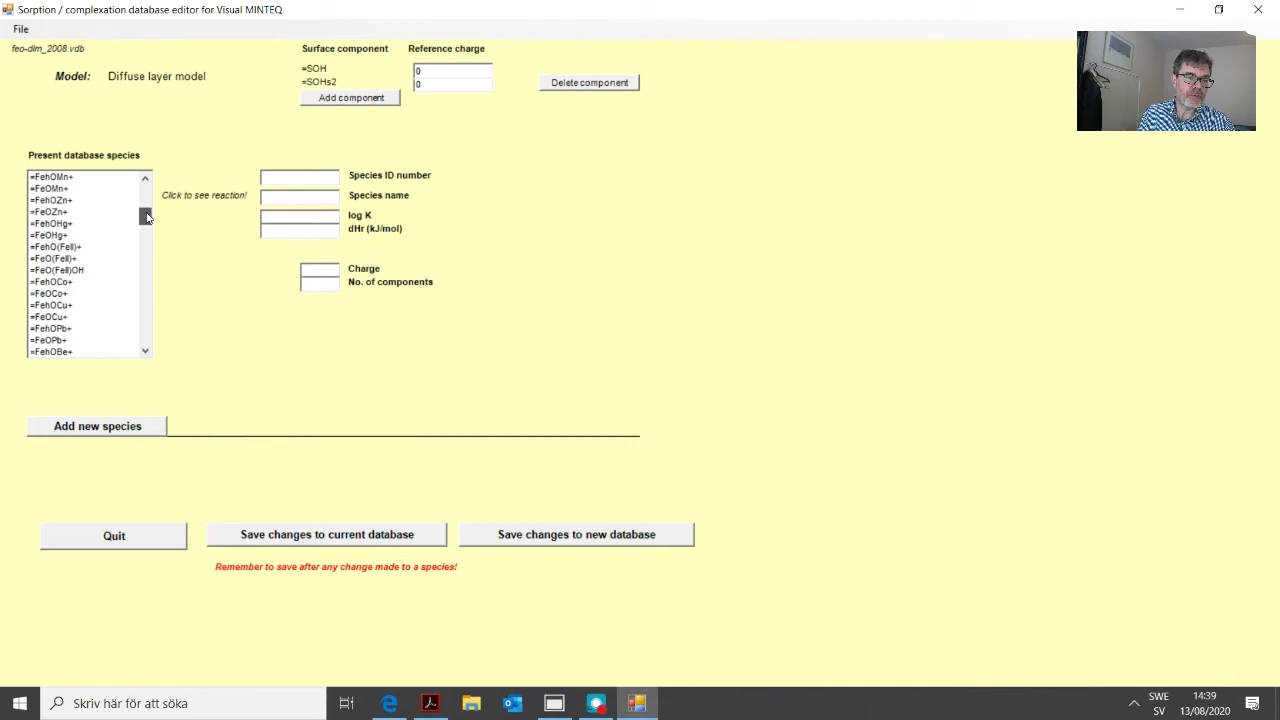 Sorption / complexation database editor for Visual MINTEQ
File
feo-dlm_2008.vdb
Model: Diffuse layer model
Surface component Reference charge
=SOH 0
=SOHs2 0
Add component
Delete component
Present database species
=FehOMn+
=FeOMn+
=FehOZn+
=FeOZn+
=FehOHg+
=FeOHg+
=FehO(FeII)+
=FeO(FeII)+
=FeO(FeII)OH
=FehOCo+
=FeOCo+
=FehOCu+
=FeOCu+
=FehOPb+
=FeOPb+
=FehOBe+
Click to see reaction!
Species ID number
Species name
log K
dHr (kJ/mol)
Charge
No. of components
Add new species
Quit
Save changes to current database
Save changes to new database
Remember to save after any change made to a species!
Skriv här för att söka
SWE
SV
14:39
13/08/2020